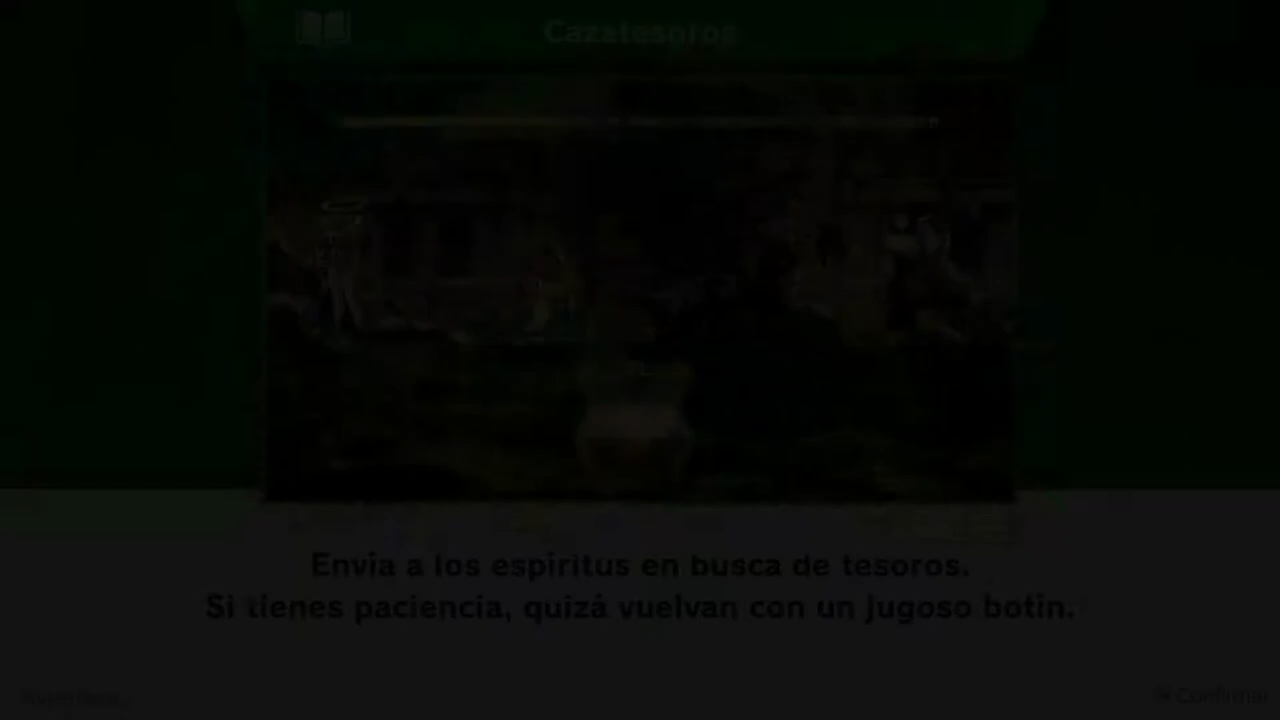 Cazatesoros
Envía a los espíritus en busca de tesoros.
Si tienes paciencia, quizá vuelvan con un jugoso botín.
Confirmar